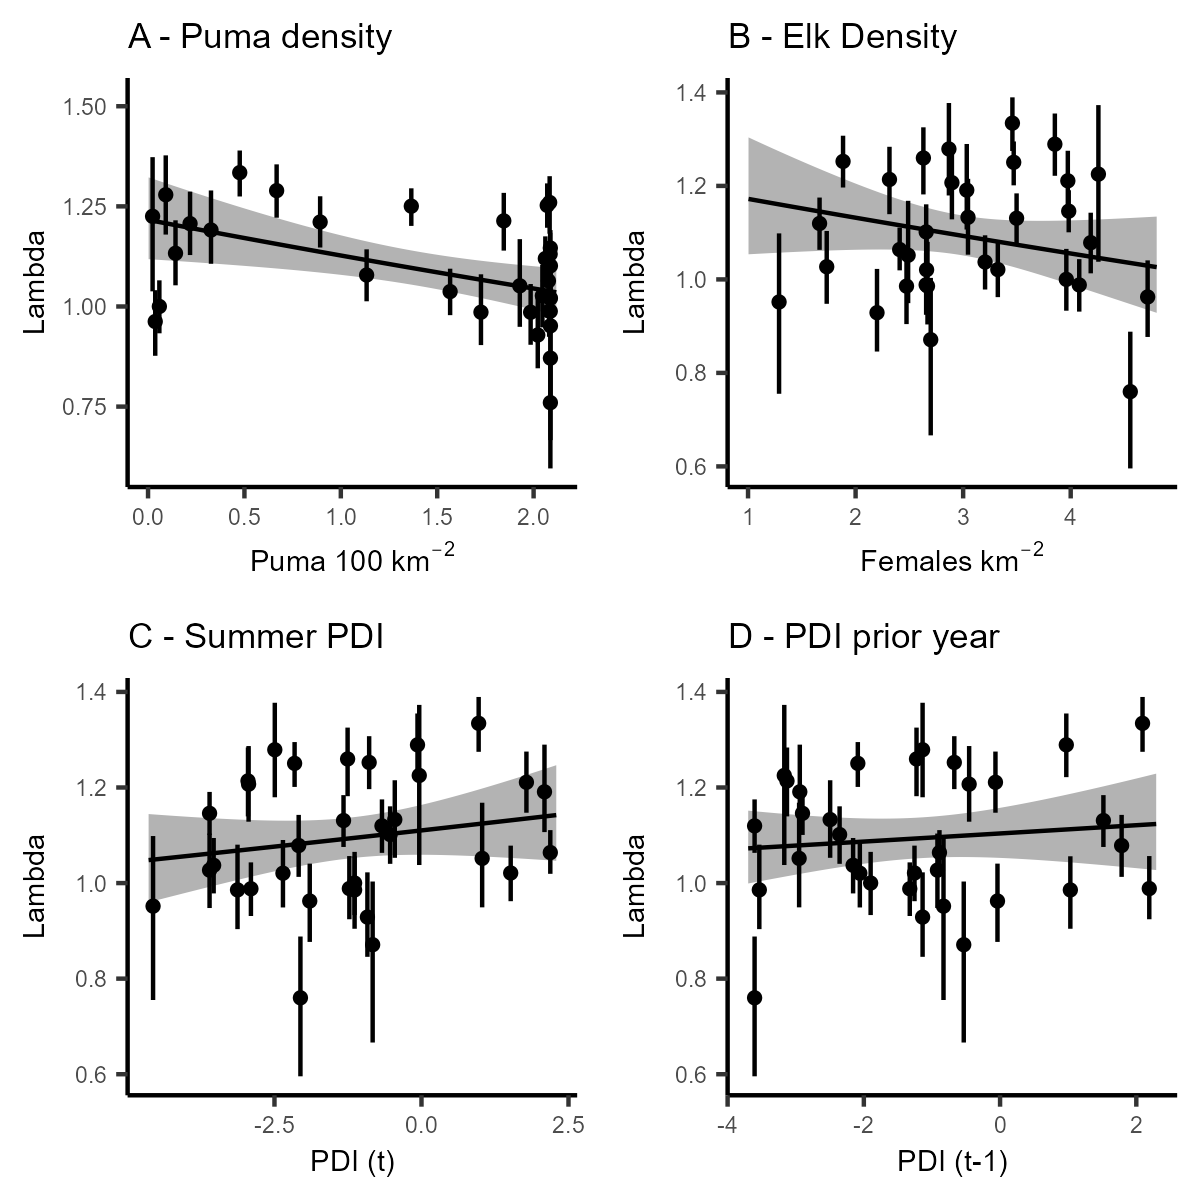 A - Puma density
1.50
1.25
1.00
0.75
Lambda
0.0 0.5 1.0 1.5 2.0
Puma 100 km⁻²
B - Elk Density
1.4
1.2
1.0
0.8
0.6
Lambda
1 2 3 4
Females km⁻²
C - Summer PDI
1.4
1.2
1.0
0.8
0.6
Lambda
-2.5 0.0 2.5
PDI (t)
D - PDI prior year
1.4
1.2
1.0
0.8
0.6
Lambda
-4 -2 0 2
PDI (t-1)